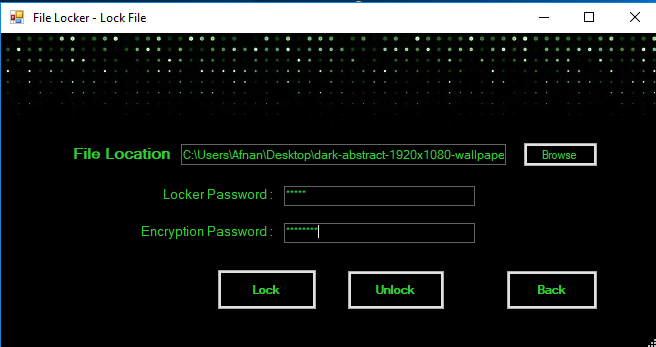 File Locker - Lock File
File Location C:\Users\Afnan\Desktop\dark-abstract-1920x1080-wallpape Browse
Locker Password : *****
Encryption Password : ********
Lock Unlock Back